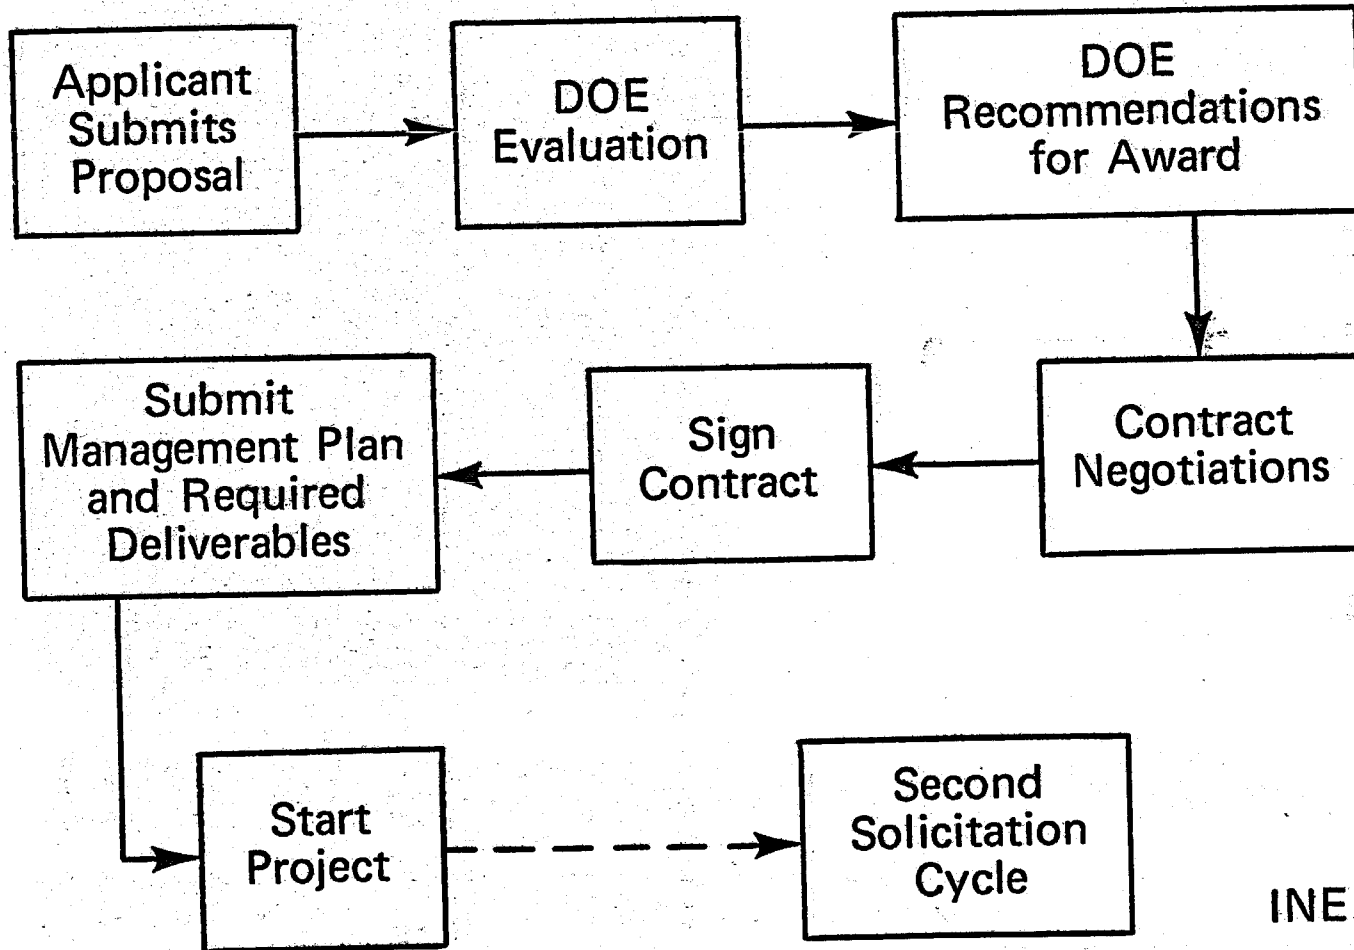 Applicant
Submits
Proposal
DOE
Evaluation
DOE
Recommendations
for Award
Contract
Negotiations
Sign
Contract
Submit
Management Plan
and Required
Deliverables
Start
Project
Second
Solicitation
Cycle
INE